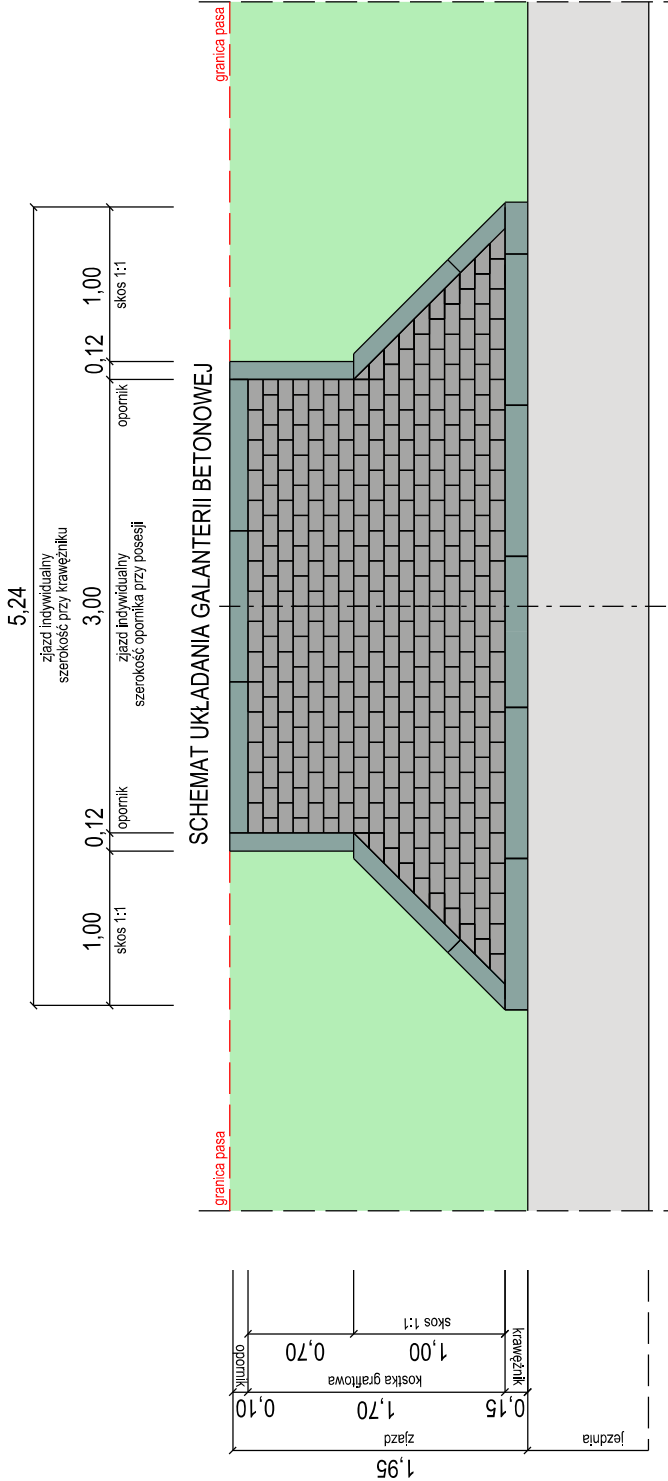 5,24
zjazd indywidualny
szerokość przy krawężniku
1,00
skos 1:1
0,12
opornik
3,00
zjazd indywidualny
szerokość opornika przy posesji
0,12
opornik
1,00
skos 1:1
SCHEMAT UKŁADANIA GALANTERII BETONOWEJ
granica pasa
granica pasa
1,95
zjazd
jezdnia
0,10
opornik
1,70
kostka grafitowa
0,15
krawężnik
0,70
1,00
skos 1:1